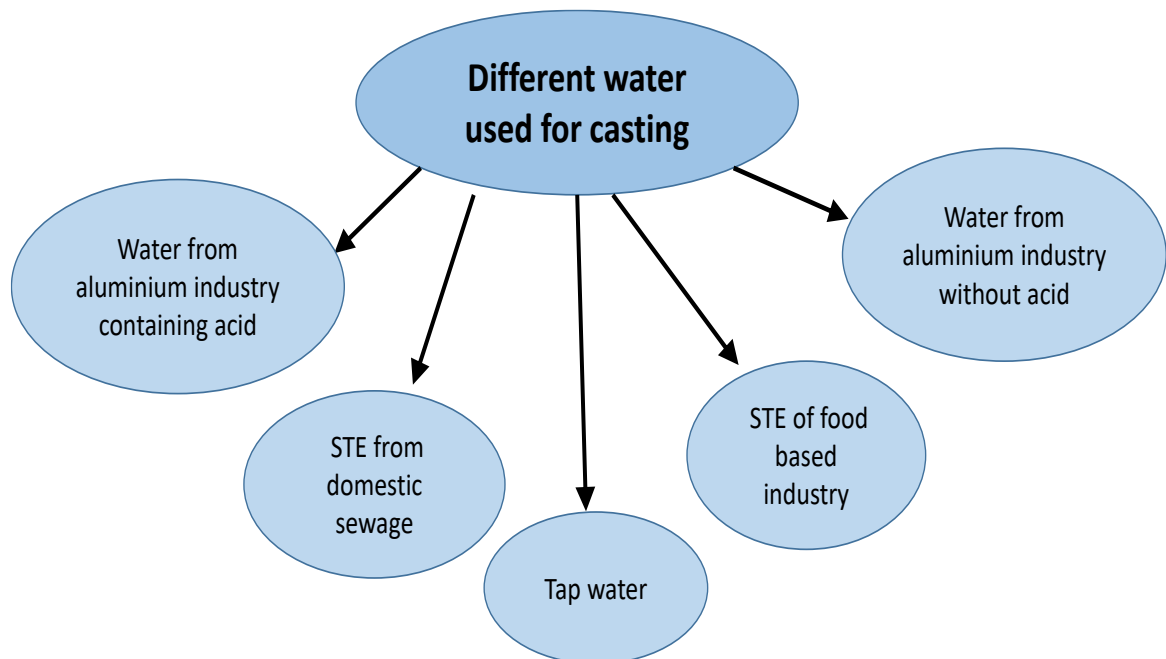 Different water
used for casting
Water from
aluminium industry
containing acid
STE from
domestic
sewage
Tap water
STE of food
based
industry
Water from
aluminium industry
without acid